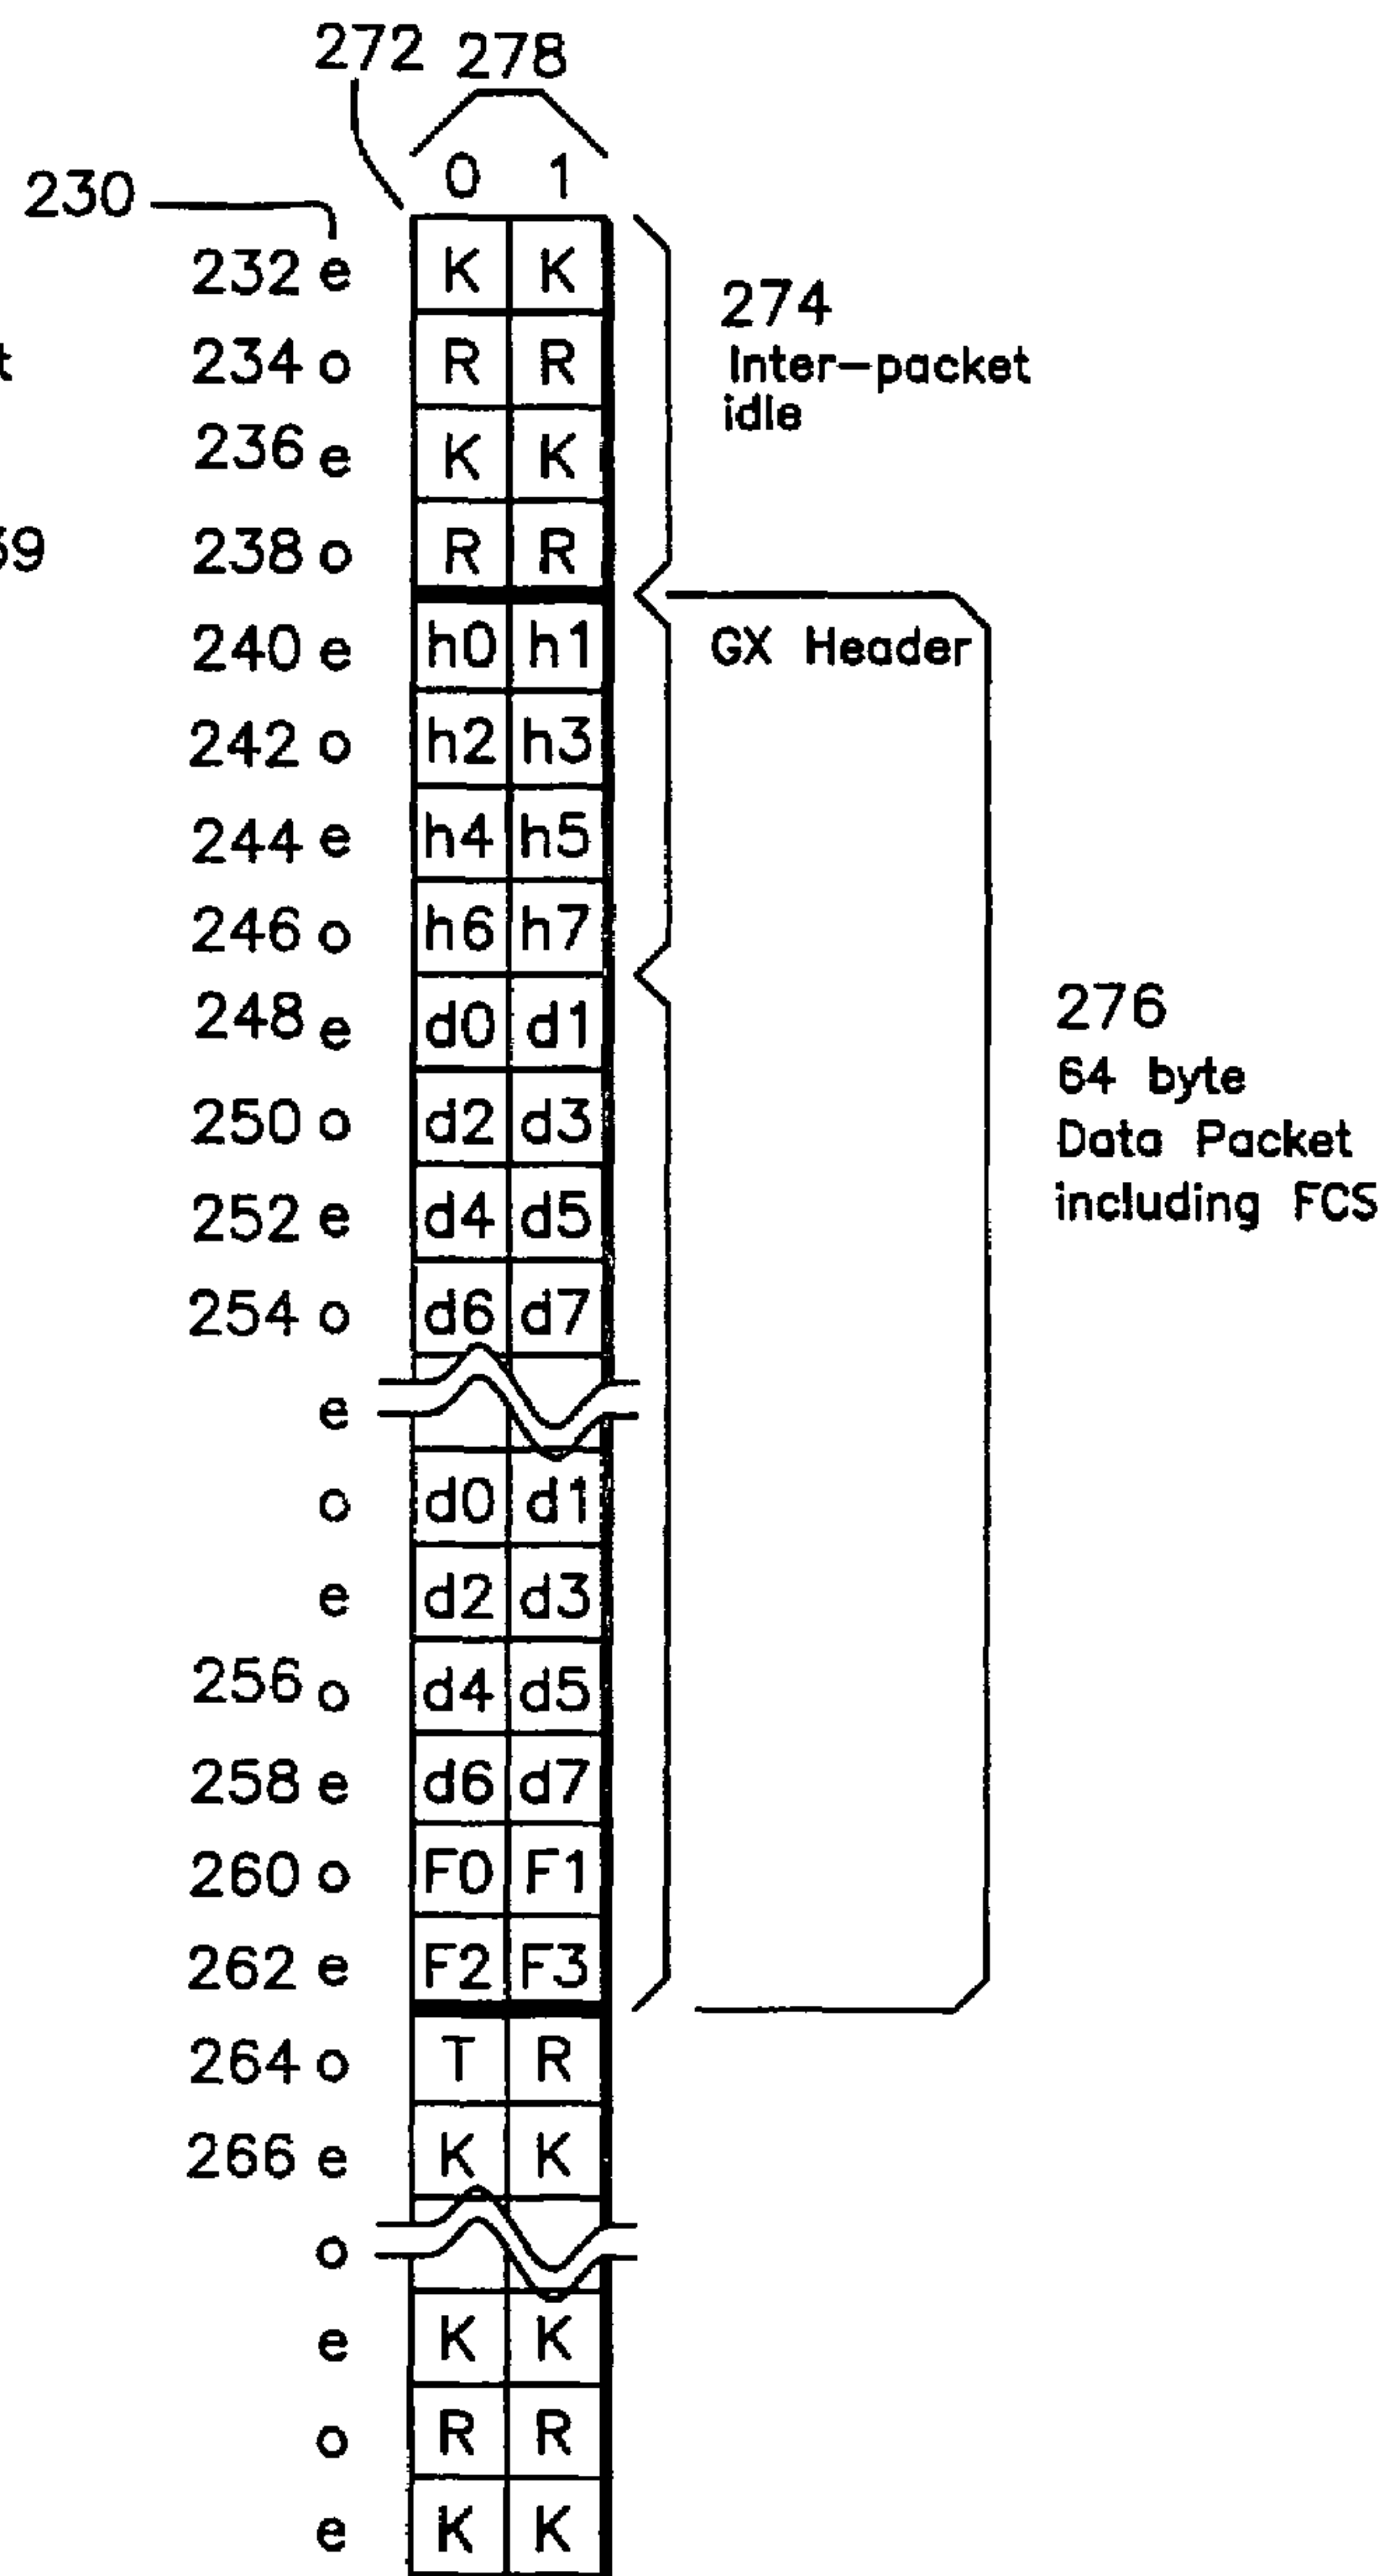 272 278
0 1
230
232 e K K
274
t 234 o R R
Inter-packet
idle
236 e K K
39 238 o R R
240 e h0 h1 GX Header
242 o h2 h3
244 e h4 h5
246 o h6 h7
248 e d0 d1
276
64 byte
Data Packet
including FCS
250 o d2 d3
252 e d4 d5
254 o d6 d7
e
o d0 d1
e d2 d3
256 o d4 d5
258 e d6 d7
260 o F0 F1
262 e F2 F3
264 o T R
266 e K K
o
e K K
o R R
e K K